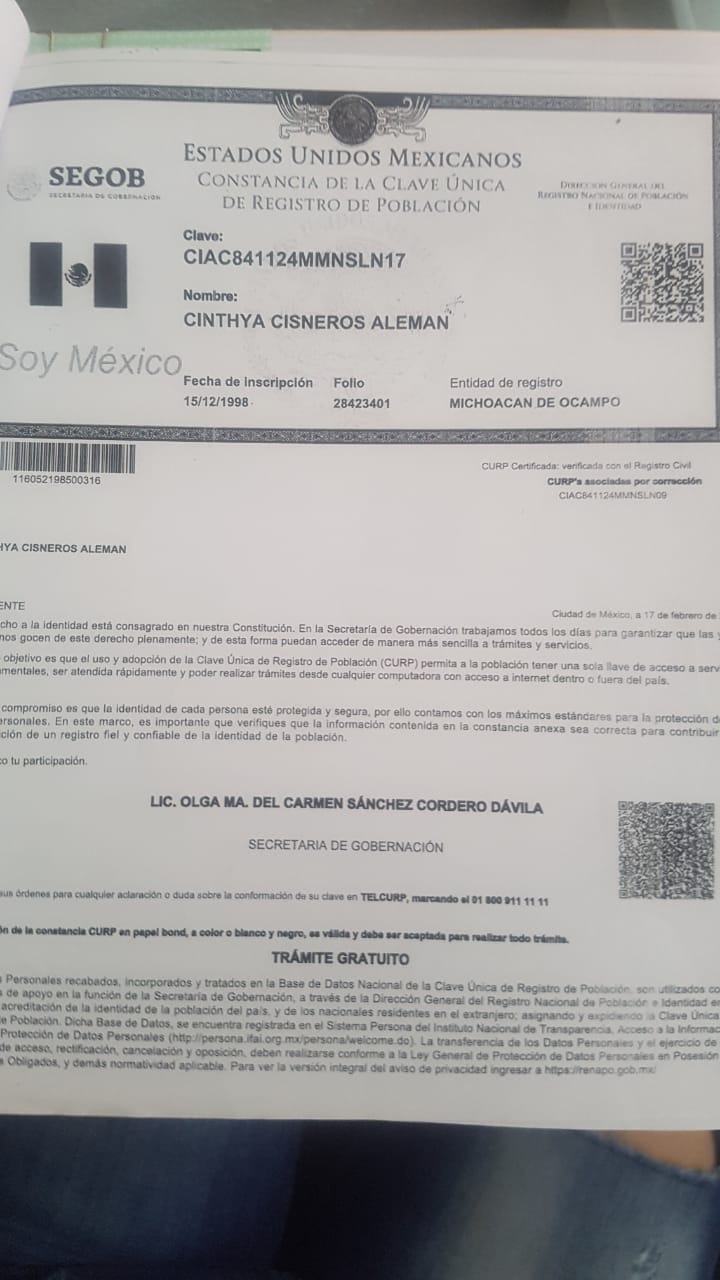 SEGOB
SECRETARÍA DE GOBERNACIÓN
ESTADOS UNIDOS MEXICANOS
CONSTANCIA DE LA CLAVE ÚNICA
DE REGISTRO DE POBLACIÓN
DIRECCIÓN GENERAL DEL
REGISTRO NACIONAL DE POBLACIÓN
E IDENTIDAD
Clave:
CIAC841124MMNSLN17
Nombre:
CINTHYA CISNEROS ALEMAN
Soy México
Fecha de Inscripción Folio Entidad de registro
15/12/1998 28423401 MICHOACAN DE OCAMPO
116052198500316
CURP Certificada: verificada con el Registro Civil
CURP's asociadas por corrección
CIAC841124MMNSLN09
HYA CISNEROS ALEMAN
ENTE
Ciudad de México, a 17 de febrero de
cho a la identidad está consagrado en nuestra Constitución. En la Secretaría de Gobernación trabajamos todos los días para garantizar que las
nos gocen de este derecho plenamente; y de esta forma puedan acceder de manera más sencilla a trámites y servicios.
objetivo es que el uso y adopción de la Clave Única de Registro de Población (CURP) permita a la población tener una sola llave de acceso a serv
mentales, ser atendida rápidamente y poder realizar trámites desde cualquier computadora con acceso a internet dentro o fuera del país.
compromiso es que la identidad de cada persona esté protegida y segura, por ello contamos con los máximos estándares para la protección d
ersonales. En este marco, es importante que verifiques que la información contenida en la constancia anexa sea correcta para contribuir
ción de un registro fiel y confiable de la identidad de la población.
o tu participación.
LIC. OLGA MA. DEL CARMEN SÁNCHEZ CORDERO DÁVILA
SECRETARIA DE GOBERNACIÓN
sus órdenes para cualquier aclaración o duda sobre la conformación de su clave en TELCURP, marcando el 01 800 911 11 11
ón de la constancia CURP en papel bond, a color o blanco y negro, es válida y debe ser aceptada para realizar todo trámite.
TRÁMITE GRATUITO
Personales recabados, incorporados y tratados en la Base de Datos Nacional de la Clave Única de Registro de Población, son utilizados co
de apoyo en la función de la Secretaría de Gobernación, a través de la Dirección General del Registro Nacional de Población e Identidad en
acreditación de la identidad de la población del país, y de los nacionales residentes en el extranjero; asignando y expidiendo la Clave Única
e Población. Dicha Base de Datos, se encuentra registrada en el Sistema Persona del Instituto Nacional de Transparencia, Acceso a la Informac
Protección de Datos Personales (http://persona.ifai.org.mx/persona/welcome.do). La transferencia de los Datos Personales y el ejercicio de
de acceso, rectificación, cancelación y oposición, deben realizarse conforme a la Ley General de Protección de Datos Personales en Posesión
s Obligados, y demás normatividad aplicable. Para ver la versión integral del aviso de privacidad ingresar a https://renapo.gob.mx/